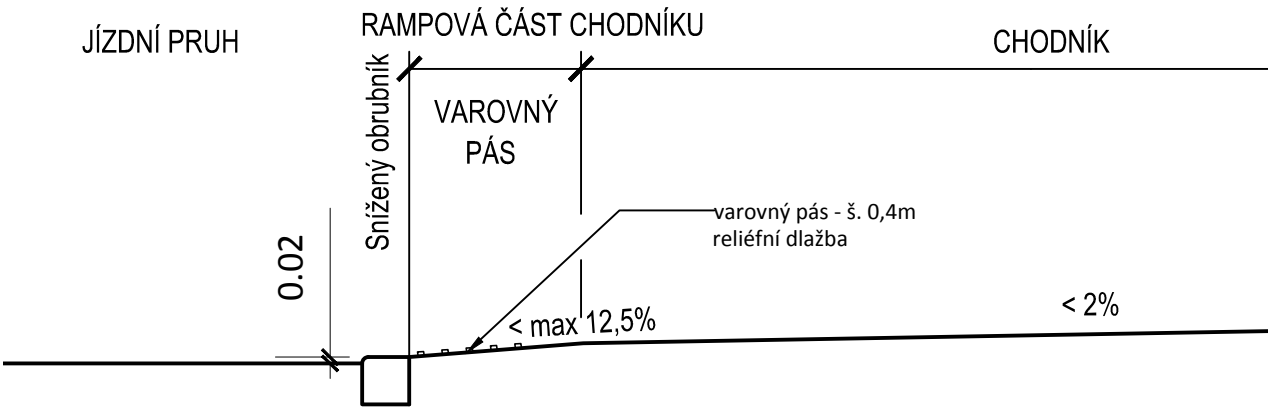 JÍZDNÍ PRUH
RAMPOVÁ ČÁST CHODNÍKU
CHODNÍK
Snížený obrubník
VAROVNÝ
PÁS
varovný pás - š. 0,4m
reliéfní dlažba
0.02
< max 12,5%
< 2%